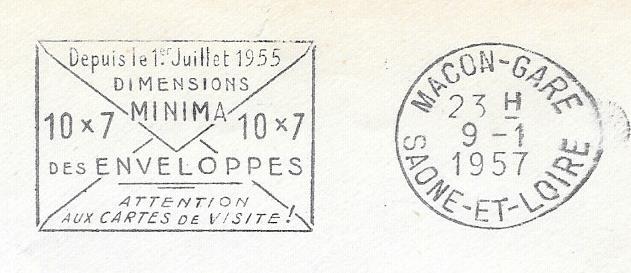 Depuis le 1er Juillet 1955
DIMENSIONS
MINIMA
10 x 7 10 x 7
DES ENVELOPPES
ATTENTION
AUX CARTES DE VISITE !
MACON-GARE
23 H
9 - 1
1957
SAONE-ET-LOIRE